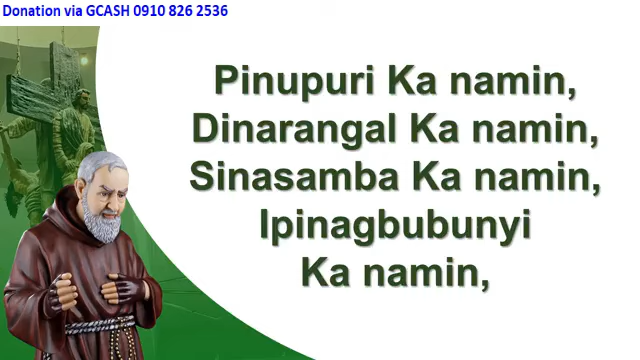 Donation via GCASH 0910 826 2536
Pinupuri Ka namin,
Dinarangal Ka namin,
Sinasamba Ka namin,
Ipinagbubunyi
Ka namin,